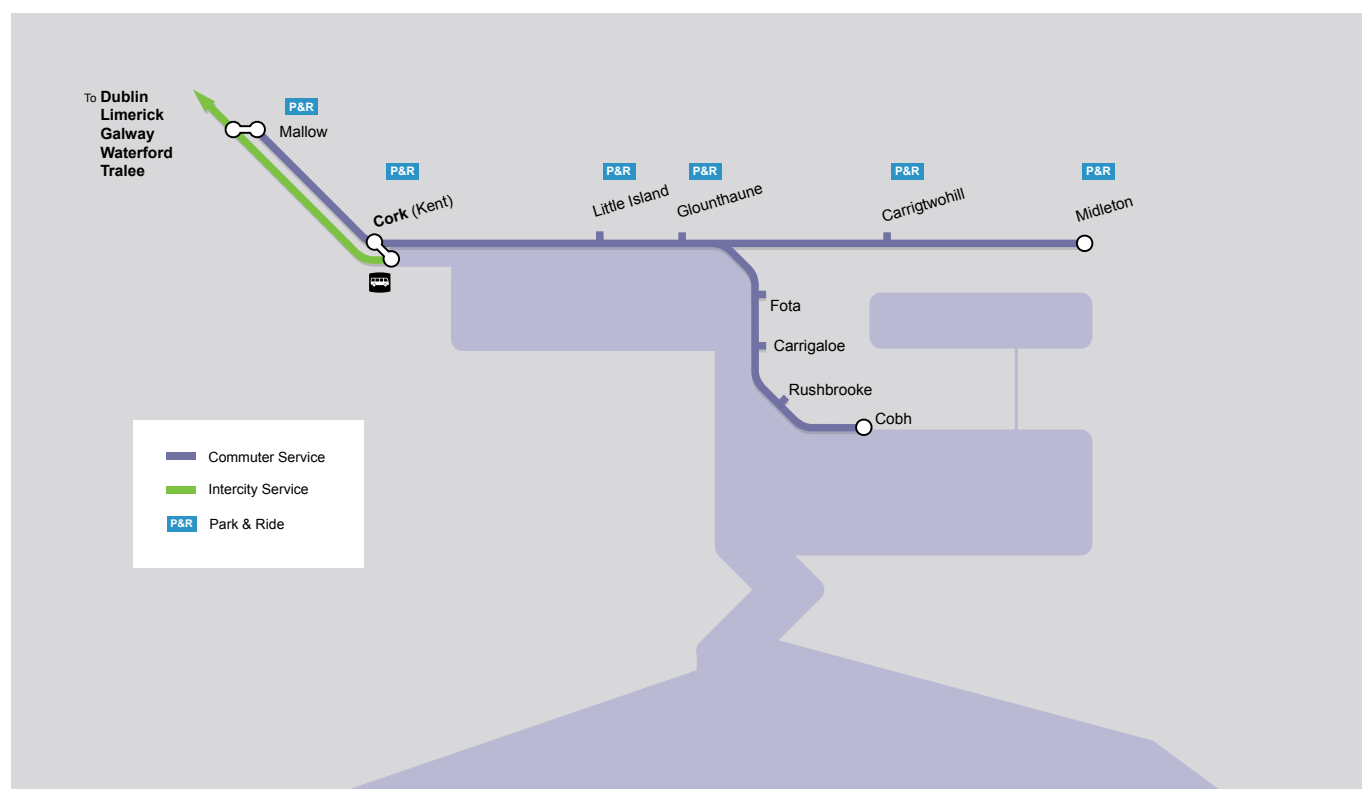 To Dublin
Limerick
Galway
Waterford
Tralee
P&R
Mallow
P&R
Cork (Kent)
P&R
Little Island
P&R
Glounthaune
P&R
Carrigtwohill
P&R
Midleton
Fota
Carrigaloe
Rushbrooke
Cobh
Commuter Service
Intercity Service
P&R Park & Ride